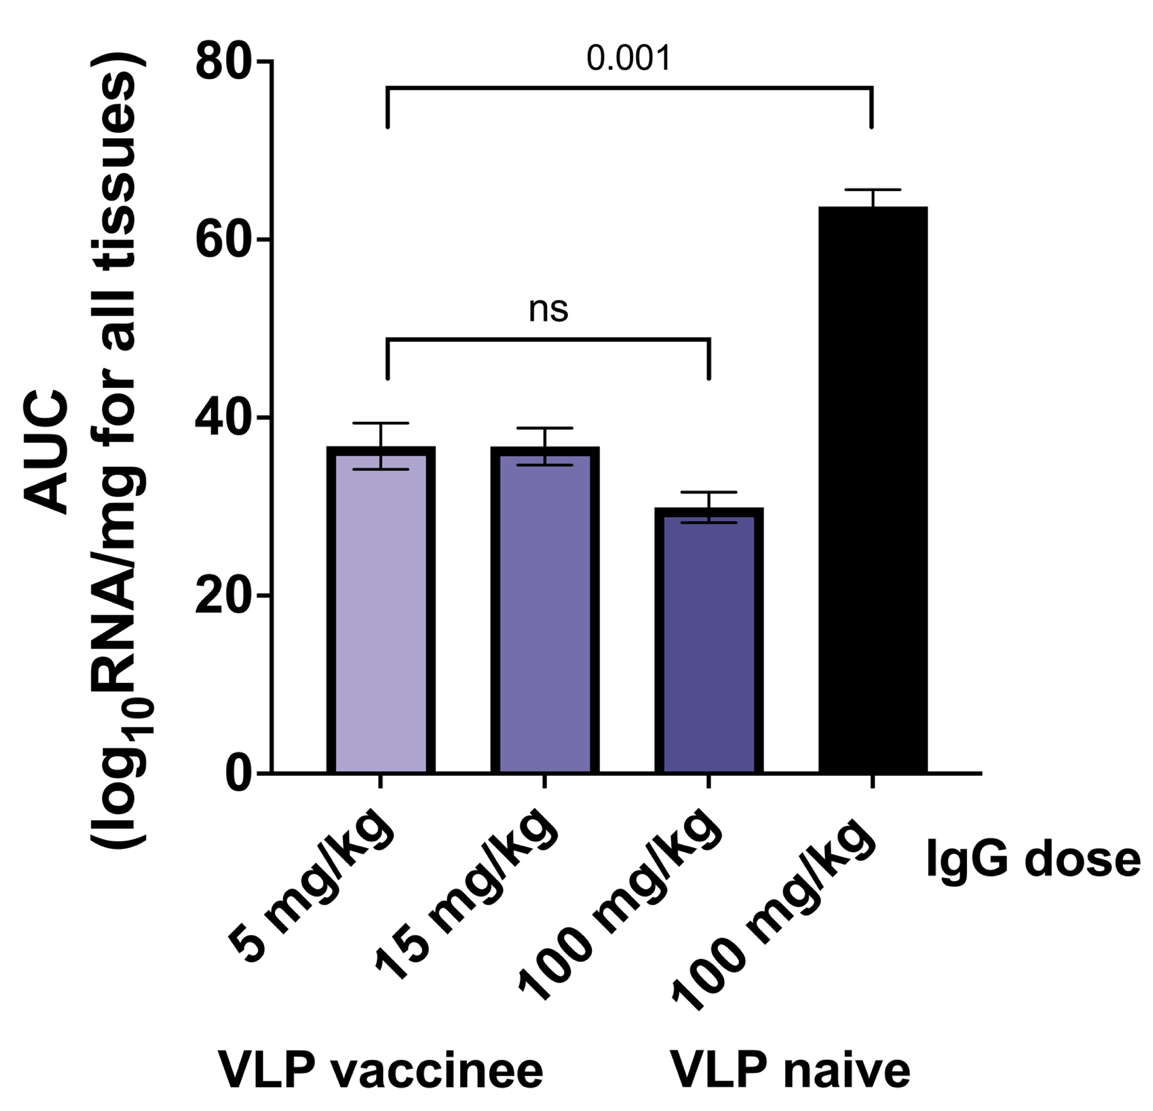 AUC
(log10RNA/mg for all tissues)
80
60
40
20
0
0.001
ns
5 mg/kg
15 mg/kg
100 mg/kg
100 mg/kg
IgG dose
VLP vaccinee
VLP naive